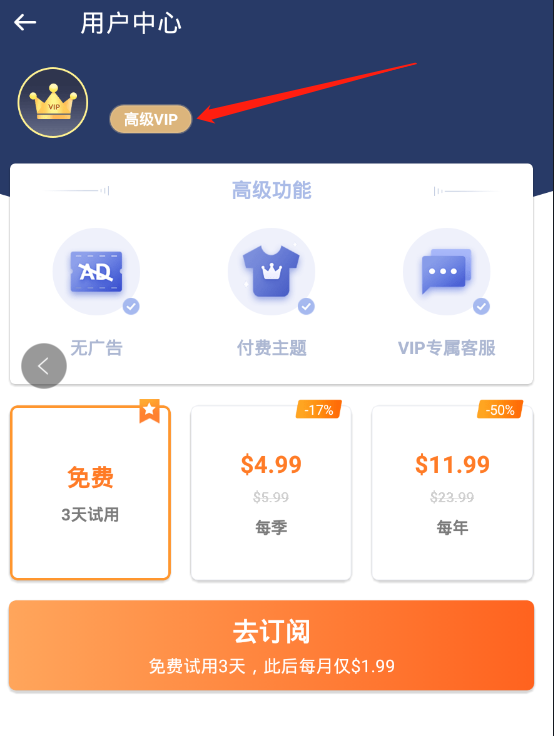 用户中心
VIP
高级VIP
高级功能
AD
无广告
付费主题
VIP专属客服
-17%
-50%
免费
3天试用
$4.99
$5.99
每季
$11.99
$23.99
每年
去订阅
免费试用3天，此后每月仅$1.99